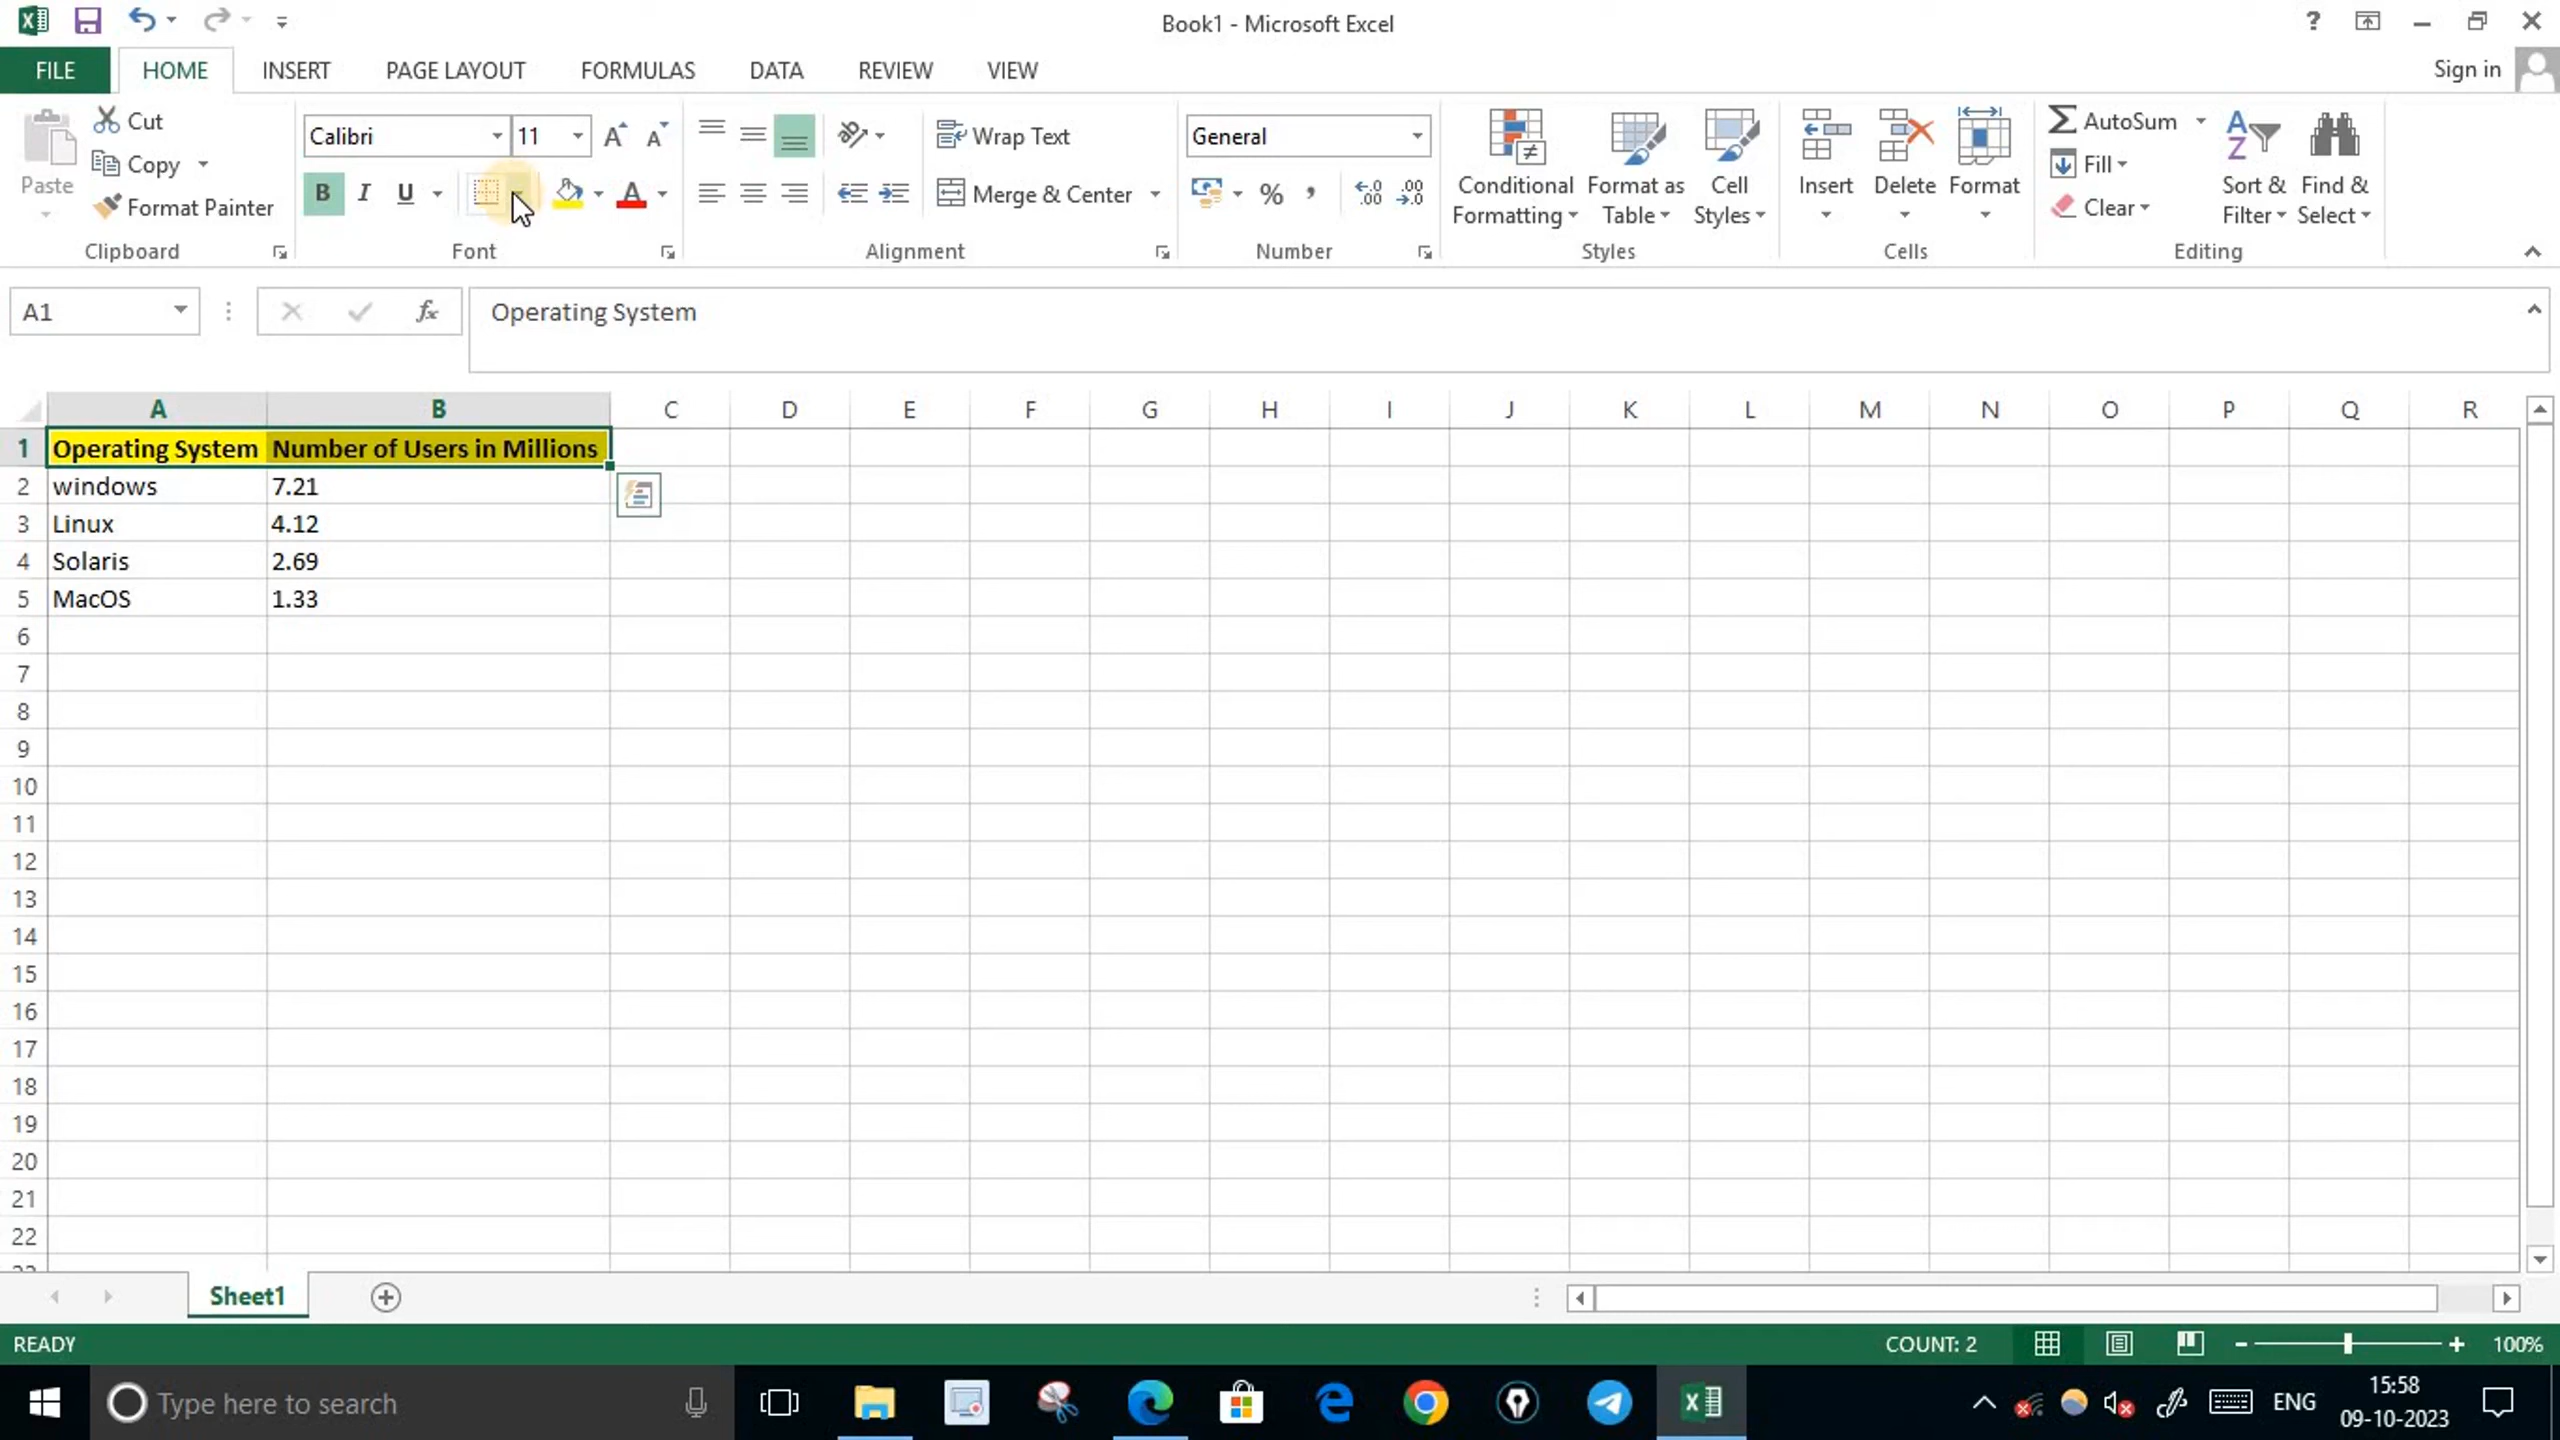 Book1 - Microsoft Excel
?
FILE HOME INSERT PAGE LAYOUT FORMULAS DATA REVIEW VIEW Sign in
Paste
Cut
Copy
Format Painter
Clipboard
Calibri 11
B I U A
Font
Wrap Text
Merge & Center
Alignment
General
% ,
Number
Conditional Formatting
Format as Table
Cell Styles
Styles
Insert Delete Format
Cells
AutoSum
Fill
Clear
Sort & Filter
Find & Select
Editing
A1 fx Operating System
A B C D E F G H I J K L M N O P Q R
1 Operating System Number of Users in Millions
2 windows 7.21
3 Linux 4.12
4 Solaris 2.69
5 MacOS 1.33
6
7
8
9
10
11
12
13
14
15
16
17
18
19
20
21
22
Sheet1
READY COUNT: 2 100%
Type here to search ENG 15:58
09-10-2023